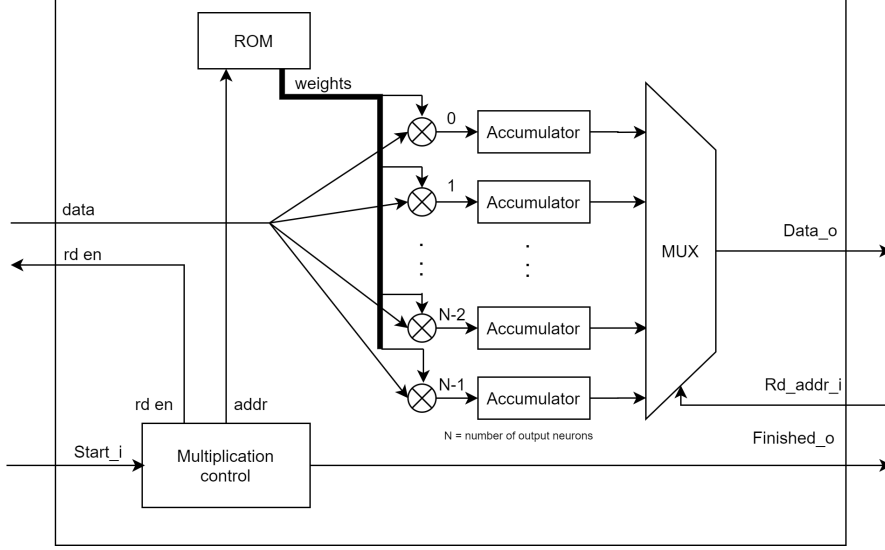 ROM
weights
0
Accumulator
1
Accumulator
data
Data_o
MUX
rd en
N-2
Accumulator
N-1
Accumulator
Rd_addr_i
rd en
addr
N = number of output neurons
Start_i
Multiplication
control
Finished_o